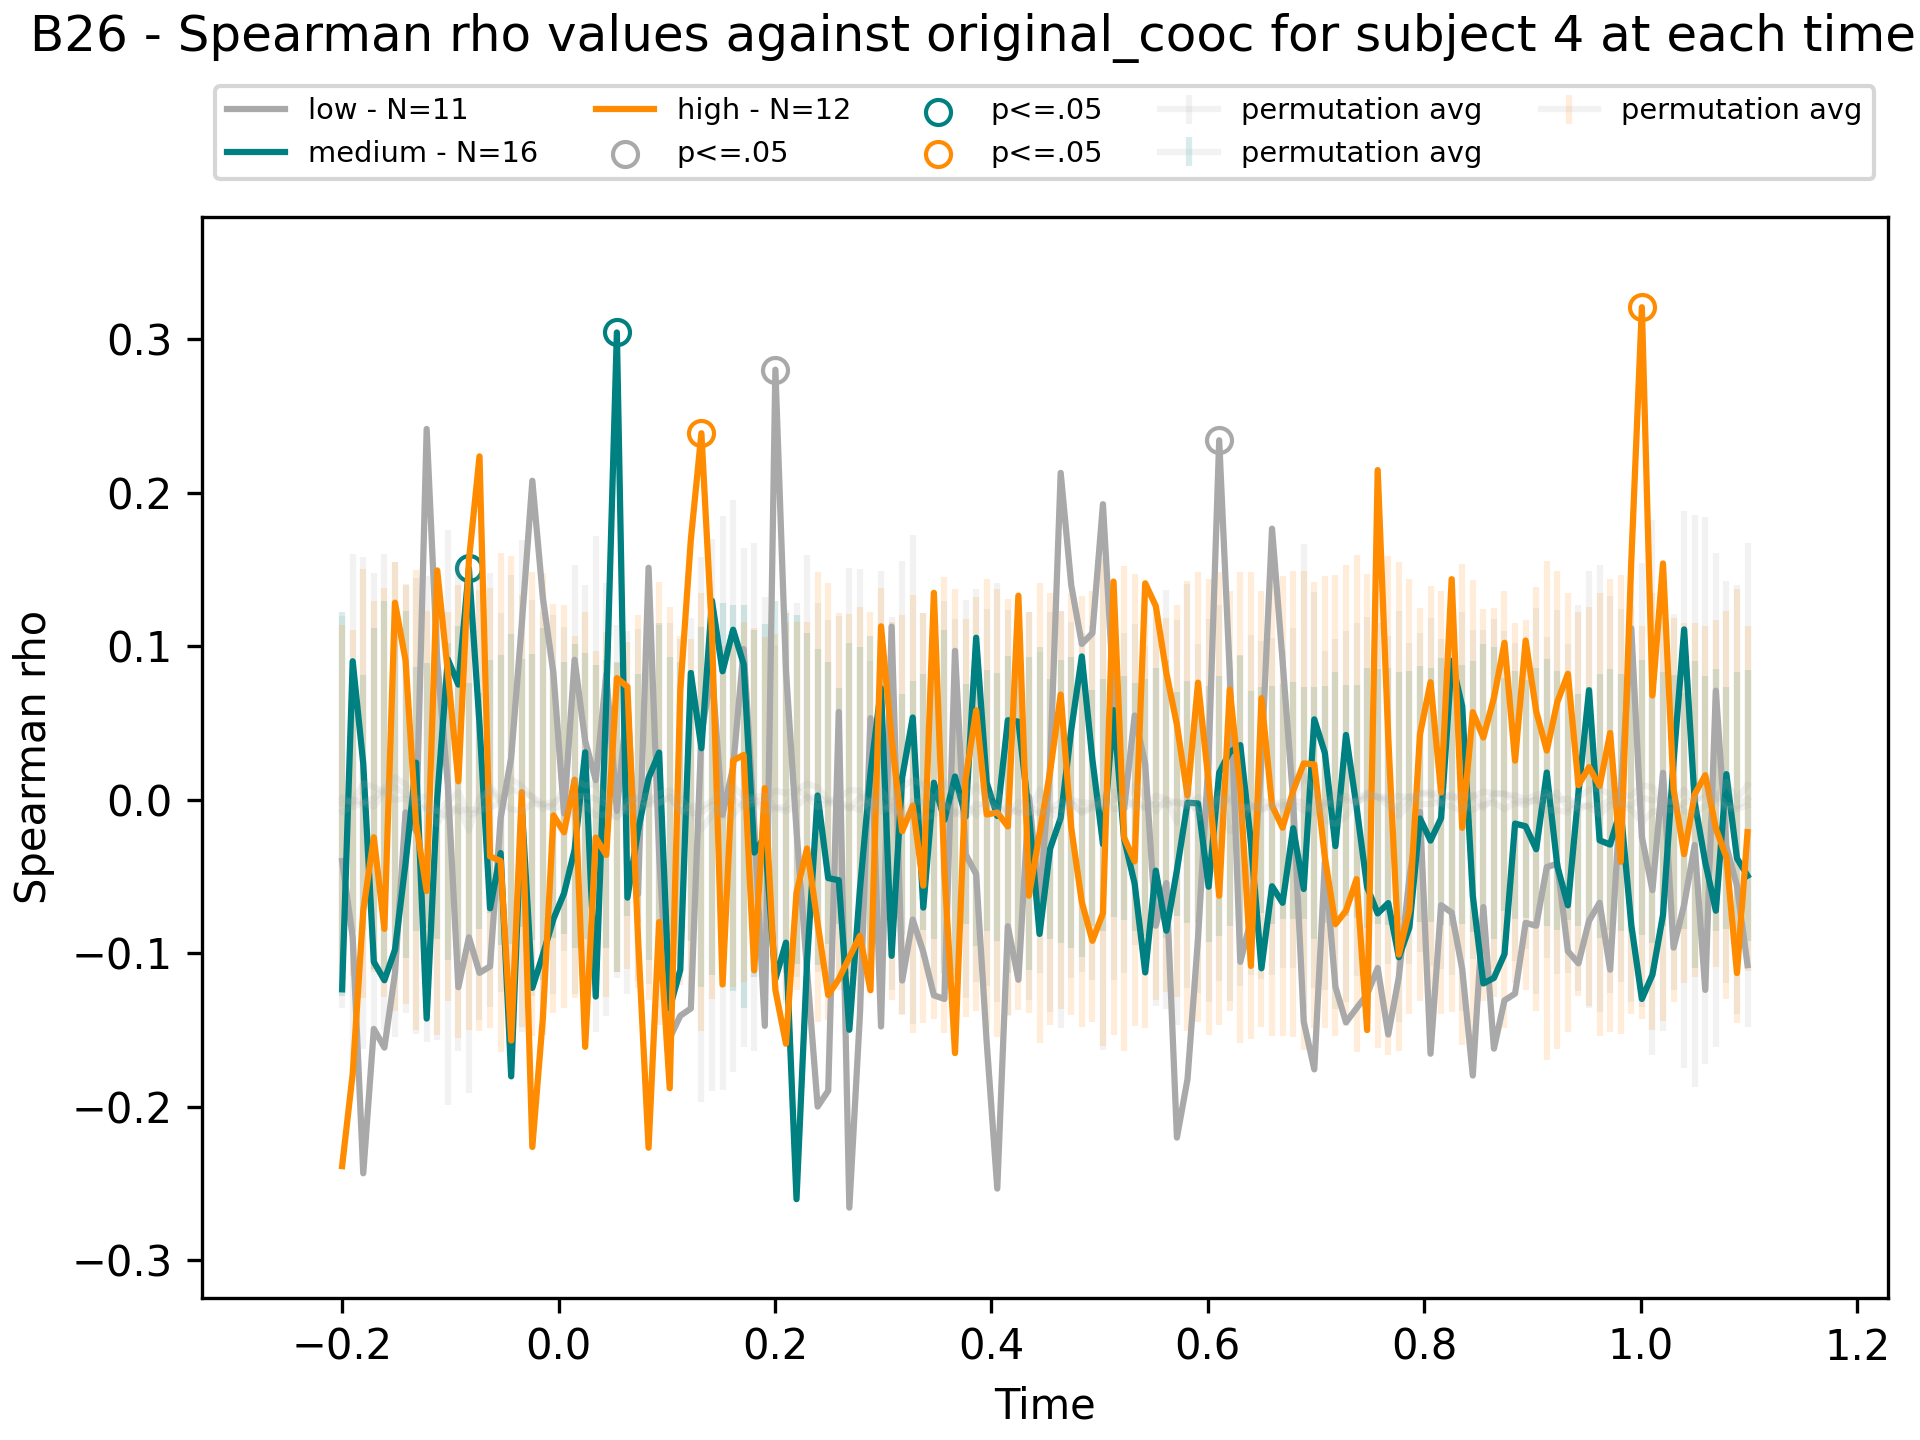 B26 - Spearman rho values against original_cooc for subject 4 at each time
low - N=11 high - N=12 p<=.05 permutation avg permutation avg
medium - N=16 p<=.05 p<=.05 permutation avg
Spearman rho
0.3
0.2
0.1
0.0
−0.1
−0.2
−0.3
−0.2 0.0 0.2 0.4 0.6 0.8 1.0 1.2
Time